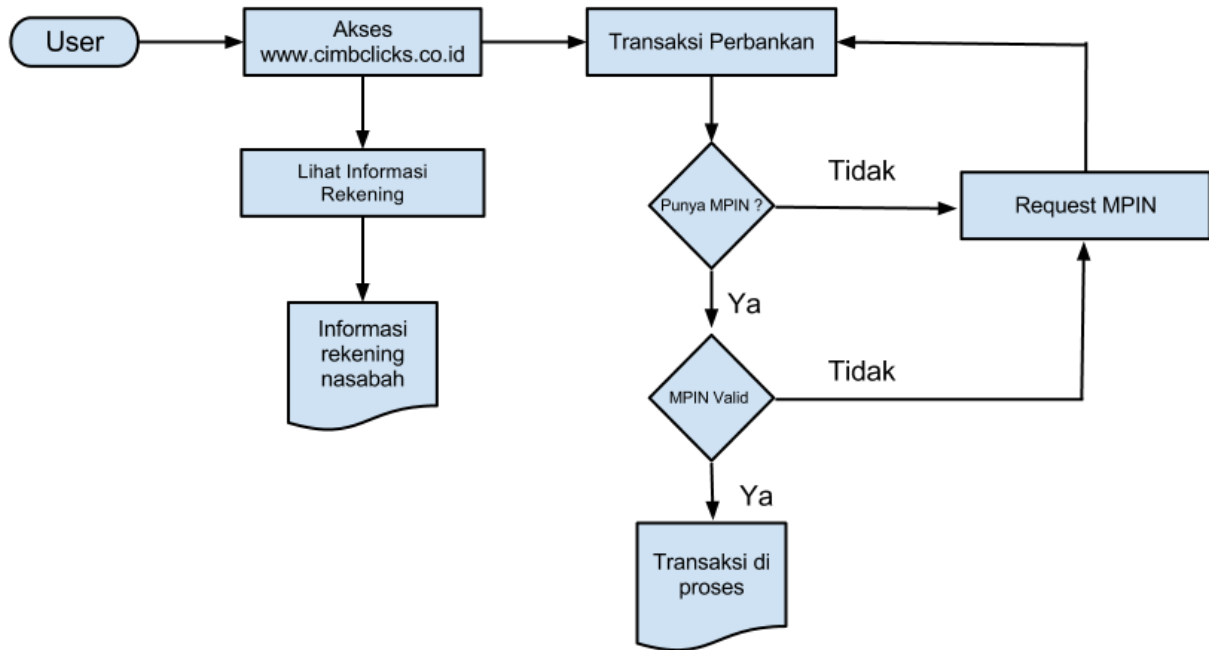 User
Akses
www.cimbclicks.co.id
Transaksi Perbankan
Lihat Informasi
Rekening
Punya MPIN ?
Tidak
Request MPIN
Ya
Informasi
rekening
nasabah
MPIN Valid
Tidak
Ya
Transaksi di
proses